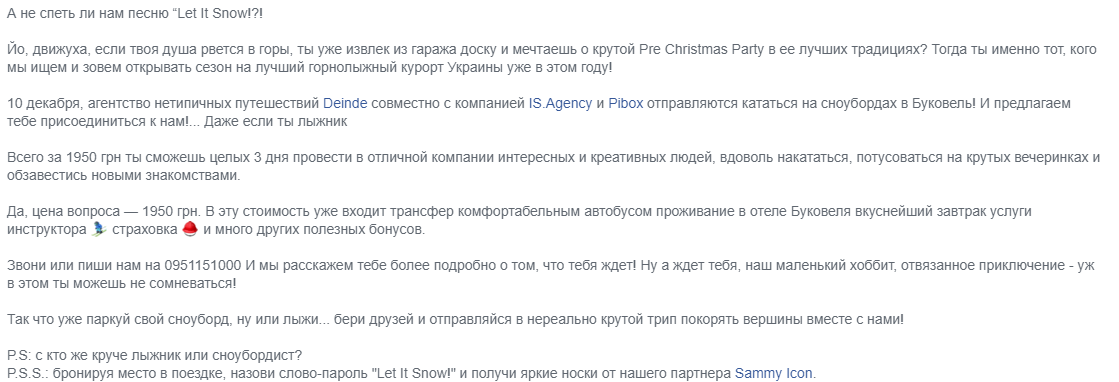 А не спеть ли нам песню “Let It Snow!?!
Йо, движуха, если твоя душа рвется в горы, ты уже извлек из гаража доску и мечтаешь о крутой Pre Christmas Party в ее лучших традициях? Тогда ты именно тот, кого
мы ищем и зовем открывать сезон на лучший горнолыжный курорт Украины уже в этом году!
10 декабря, агентство нетипичных путешествий Deinde совместно с компанией IS.Agency и Pibox отправляются кататься на сноубордах в Буковель! И предлагаем
тебе присоединиться к нам!... Даже если ты лыжник
Всего за 1950 грн ты сможешь целых 3 дня провести в отличной компании интересных и креативных людей, вдоволь накататься, потусоваться на крутых вечеринках и
обзавестись новыми знакомствами.
Да, цена вопроса — 1950 грн. В эту стоимость уже входит трансфер комфортабельным автобусом проживание в отеле Буковеля вкуснейший завтрак услуги
инструктора страховка и много других полезных бонусов.
Звони или пиши нам на 0951151000 И мы расскажем тебе более подробно о том, что тебя ждет! Ну а ждет тебя, наш маленький хоббит, отвязанное приключение - уж
в этом ты можешь не сомневаться!
Так что уже паркуй свой сноуборд, ну или лыжи... бери друзей и отправляйся в нереально крутой трип покорять вершины вместе с нами!
P.S: с кто же круче лыжник или сноубордист?
P.S.S.: бронируя место в поездке, назови слово-пароль "Let It Snow!" и получи яркие носки от нашего партнера Sammy Icon.